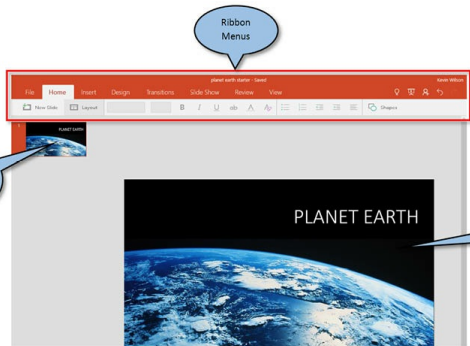 Ribbon
Menus
planet earth starter - Saved
Kevin Wilson
File Home Insert Design Transitions Slide Show Review View
New Slide Layout B I U ab A Shapes
1
PLANET EARTH
PLANET EARTH